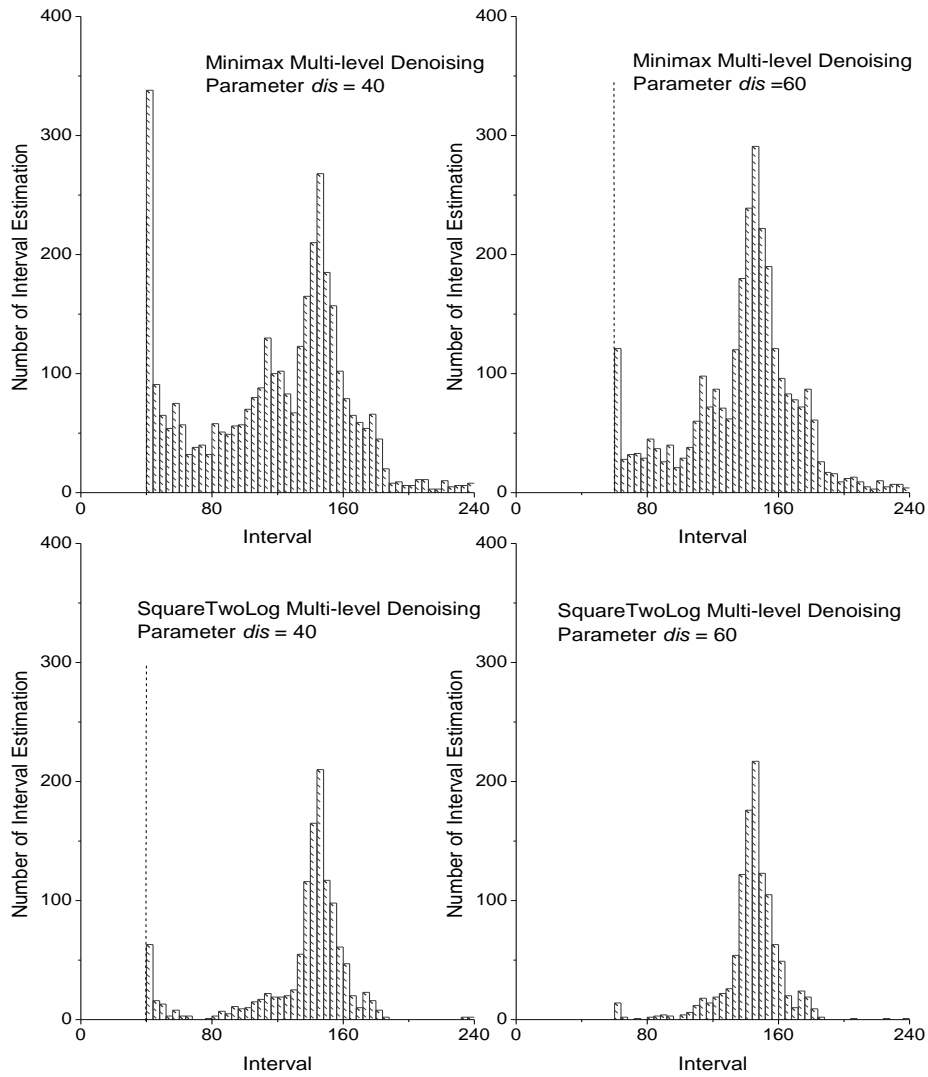 400
300
200
100
0
Number of Interval Estimation
Minimax Multi-level Denoising
Parameter dis = 40
0
80
160
240
Interval
400
300
200
100
0
Number of Interval Estimation
Minimax Multi-level Denoising
Parameter dis =60
0
80
160
240
Interval
400
300
200
100
0
Number of Interval Estimation
SquareTwoLog Multi-level Denoising
Parameter dis = 40
0
80
160
240
Interval
400
300
200
100
0
Number of Interval Estimation
SquareTwoLog Multi-level Denoising
Parameter dis = 60
0
80
160
240
Interval